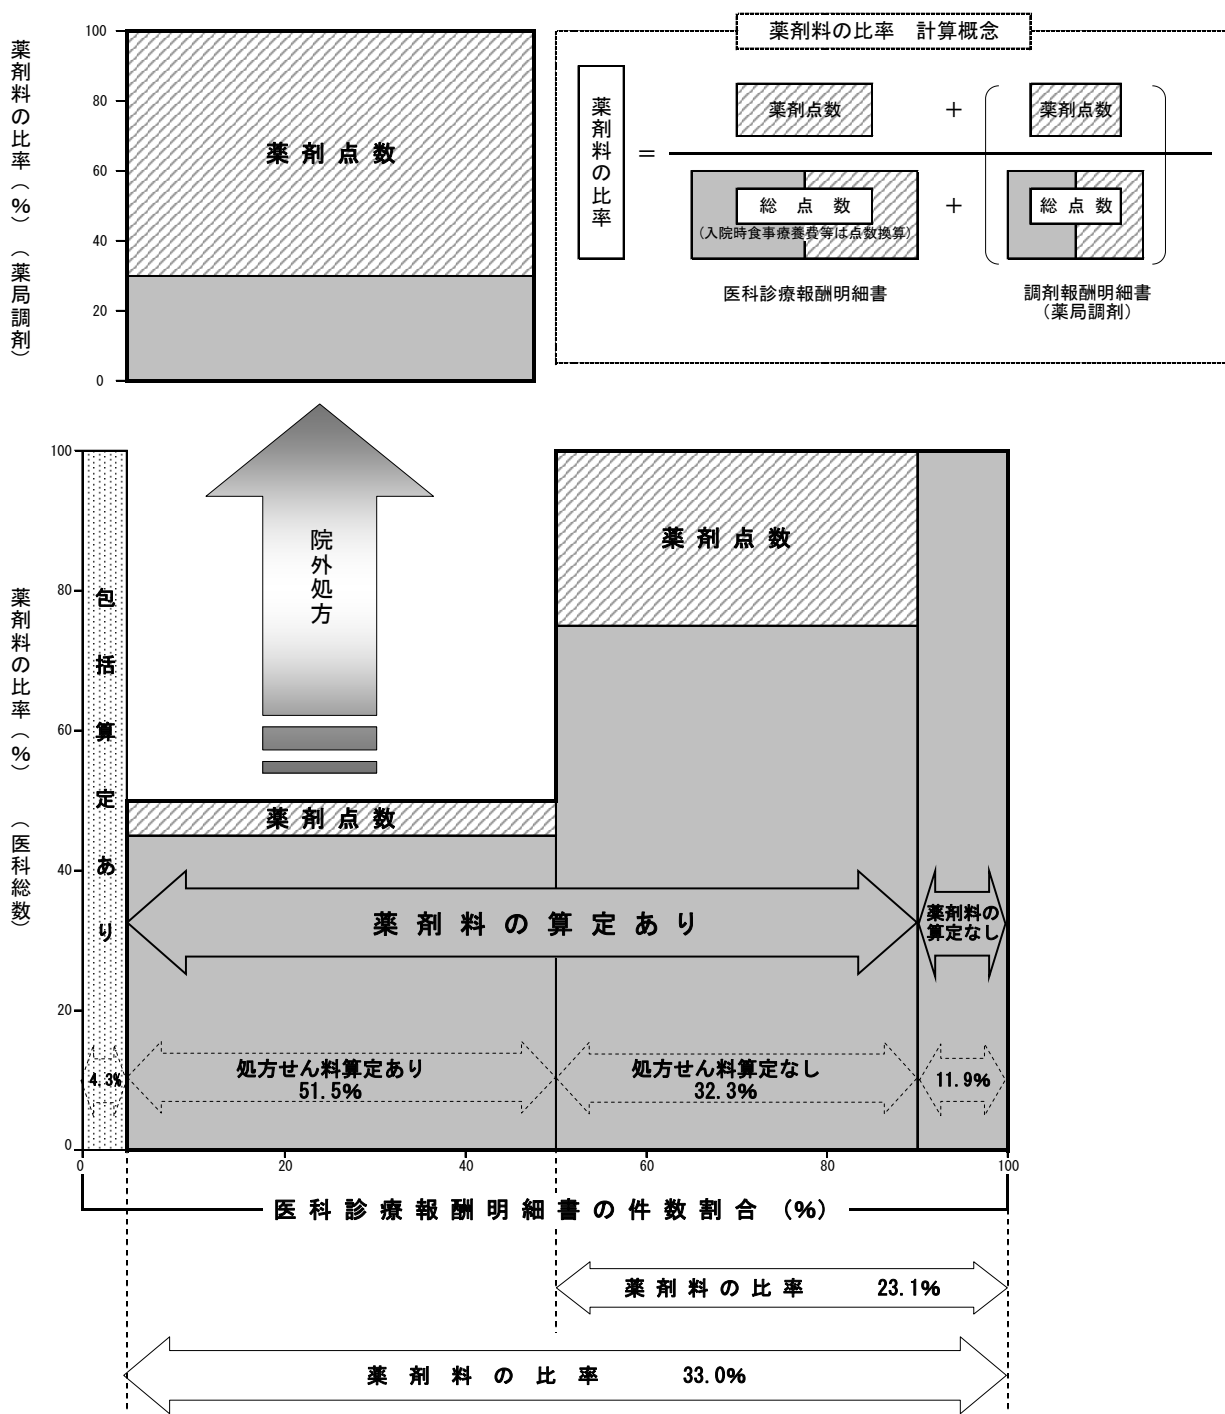 薬剤料の比率(%)(薬局調剤)
100
80
60
40
20
0
薬剤点数
薬剤料の比率 計算概念
薬剤料の比率
=
薬剤点数
+
薬剤点数
総点数
(入院時食事療養費等は点数換算)
+
総点数
医科診療報酬明細書
調剤報酬明細書
(薬局調剤)
院外処方
薬剤料の比率(%) (医科総数)
100
80
60
40
20
0
包括算定あり
薬剤点数
薬剤点数
薬剤料の算定あり
薬剤料の
算定なし
4.3%
処方せん料算定あり
51.5%
処方せん料算定なし
32.3%
11.9%
0
20
40
60
80
100
医科診療報酬明細書の件数割合 (%)
薬剤料の比率 23.1%
薬剤料の比率 33.0%